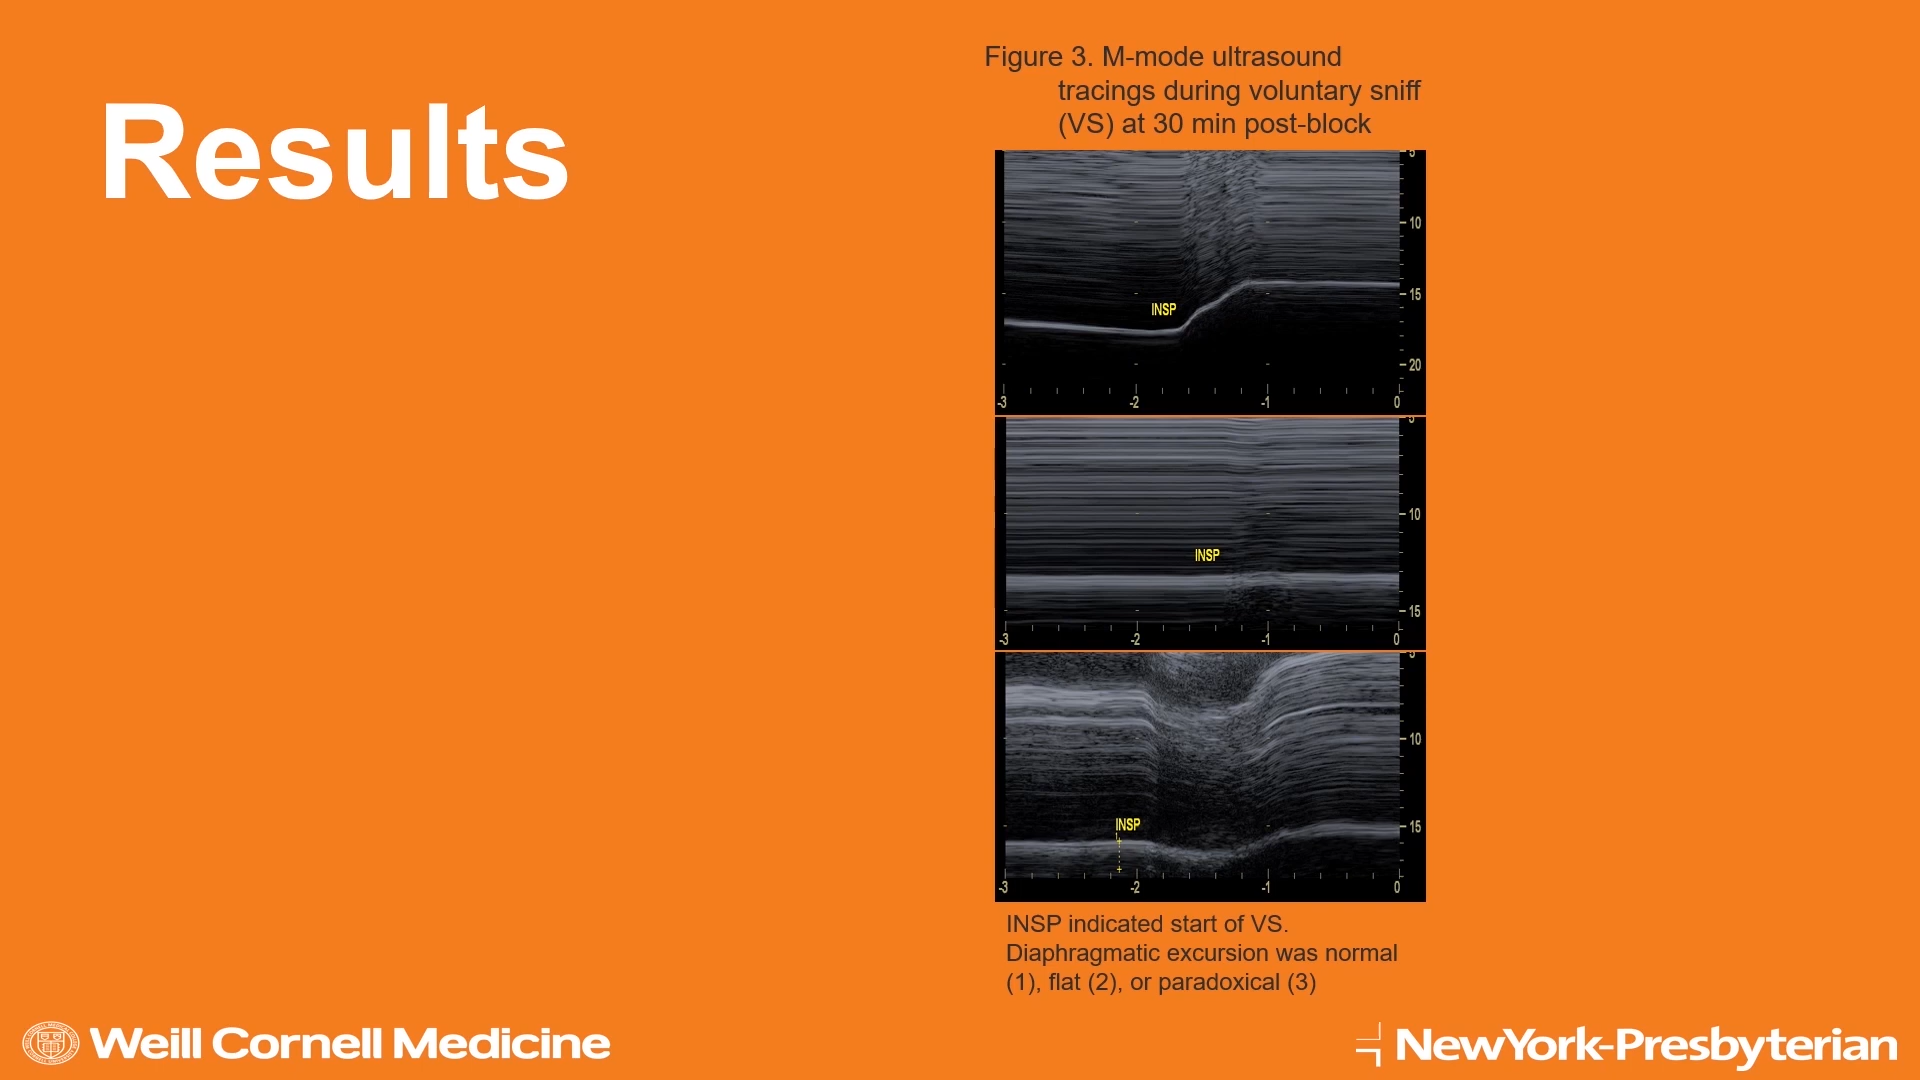 Results
Figure 3. M-mode ultrasound
tracings during voluntary sniff
(VS) at 30 min post-block
5
10
INSP
15
20
-3 -2 -1 0
5
10
INSP
15
-3 -2 -1 0
5
10
INSP
15
-3 -2 -1 0
INSP indicated start of VS.
Diaphragmatic excursion was normal
(1), flat (2), or paradoxical (3)
Weill Cornell Medicine
NewYork-Presbyterian